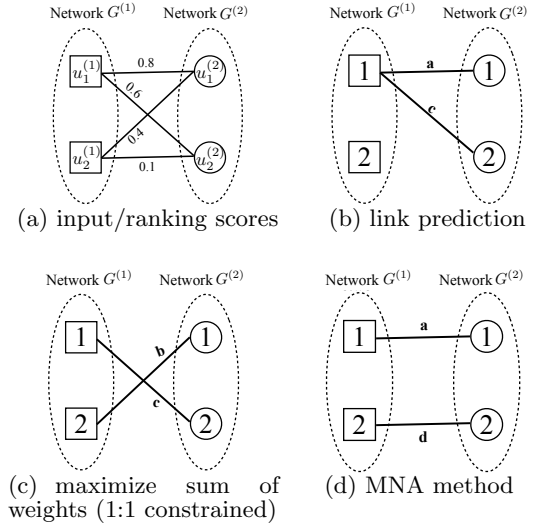 Network G^{(1)} Network G^{(2)}
u_1^{(1)} 0.8 u_1^{(2)}
0.6
0.4
u_2^{(1)} 0.1 u_2^{(2)}
(a) input/ranking scores
Network G^{(1)} Network G^{(2)}
1 a 1
c
2 2
(b) link prediction
Network G^{(1)} Network G^{(2)}
1 b 1
2 c 2
(c) maximize sum of
weights (1:1 constrained)
Network G^{(1)} Network G^{(2)}
1 a 1
2 d 2
(d) MNA method